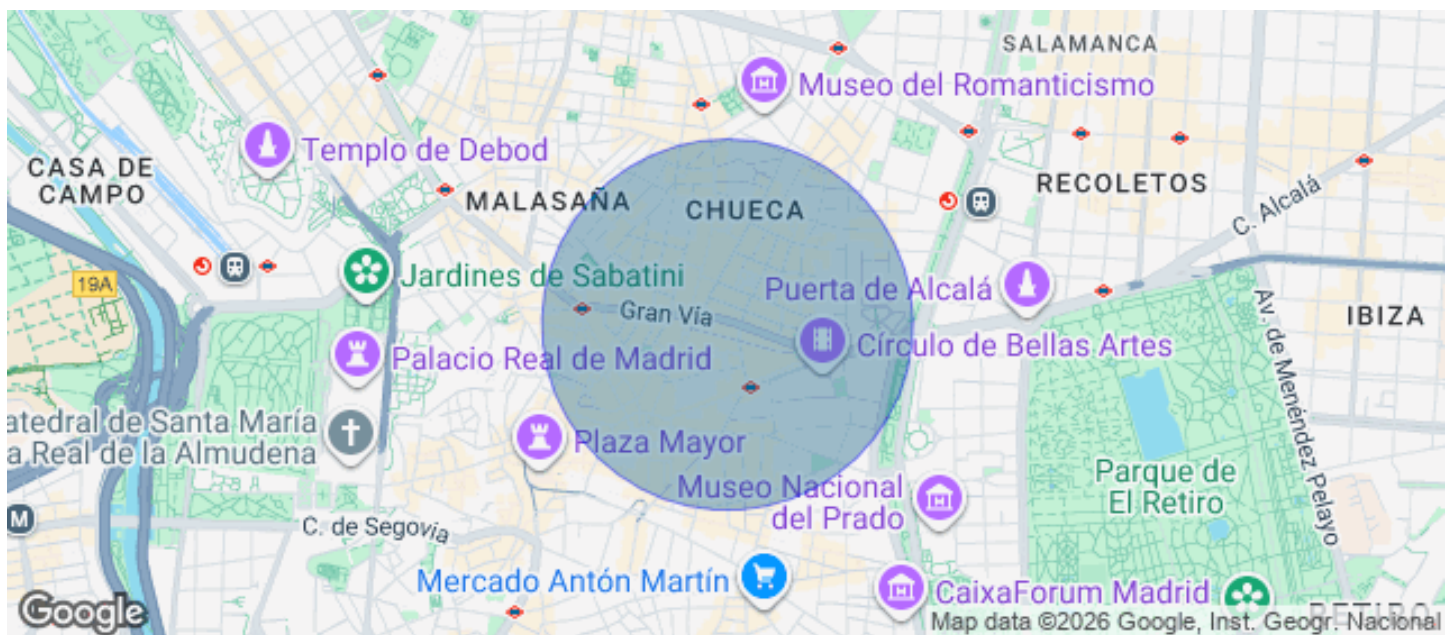 SALAMANCA
Museo del Romanticismo
Templo de Debod
CASA DE
CAMPO
MALASAÑA
CHUECA
RECOLETOS
C. Alcalá
Jardines de Sabatini
19A
Gran Vía
Puerta de Alcalá
IBIZA
Palacio Real de Madrid
Círculo de Bellas Artes
Av. de Menéndez Pelayo
atedral de Santa María
a Real de la Almudena
Plaza Mayor
Museo Nacional
del Prado
Parque de
El Retiro
M
C. de Segovia
Mercado Antón Martín
CaixaForum Madrid
RETIRO
Google
Map data ©2026 Google, Inst. Geogr. Nacional